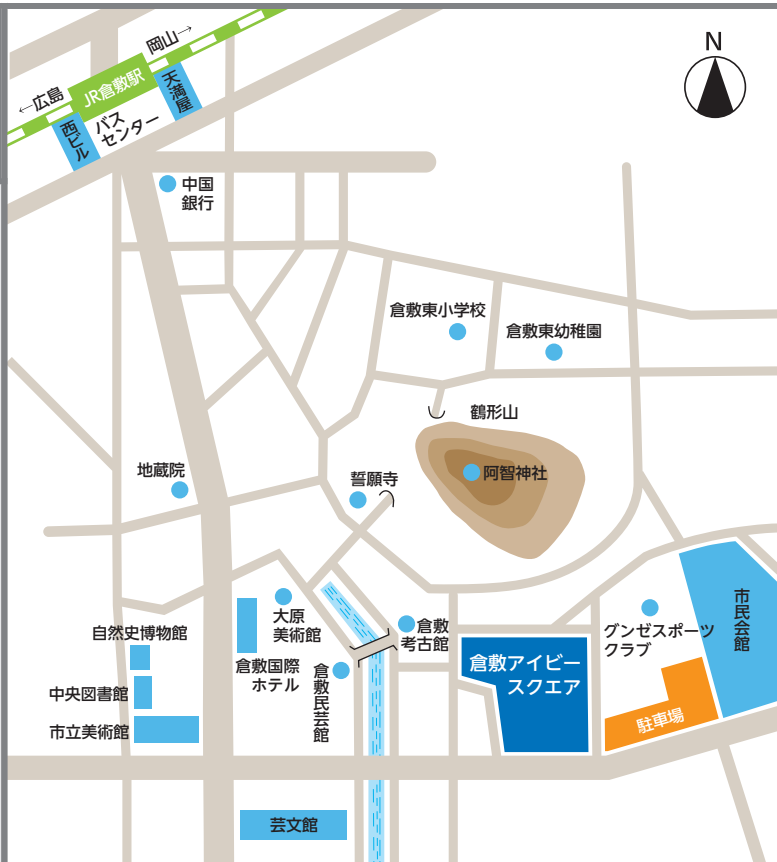 N
岡山→
←広島
JR倉敷駅
天満屋
西ビル
バス
センター
中国
銀行
倉敷東小学校
倉敷東幼稚園
鶴形山
阿智神社
地蔵院
誓願寺
大原
美術館
倉敷国際
ホテル
倉敷民芸館
倉敷
考古館
倉敷アイビー
スクエア
グンゼスポーツ
クラブ
市民会館
駐車場
自然史博物館
中央図書館
市立美術館
芸文館